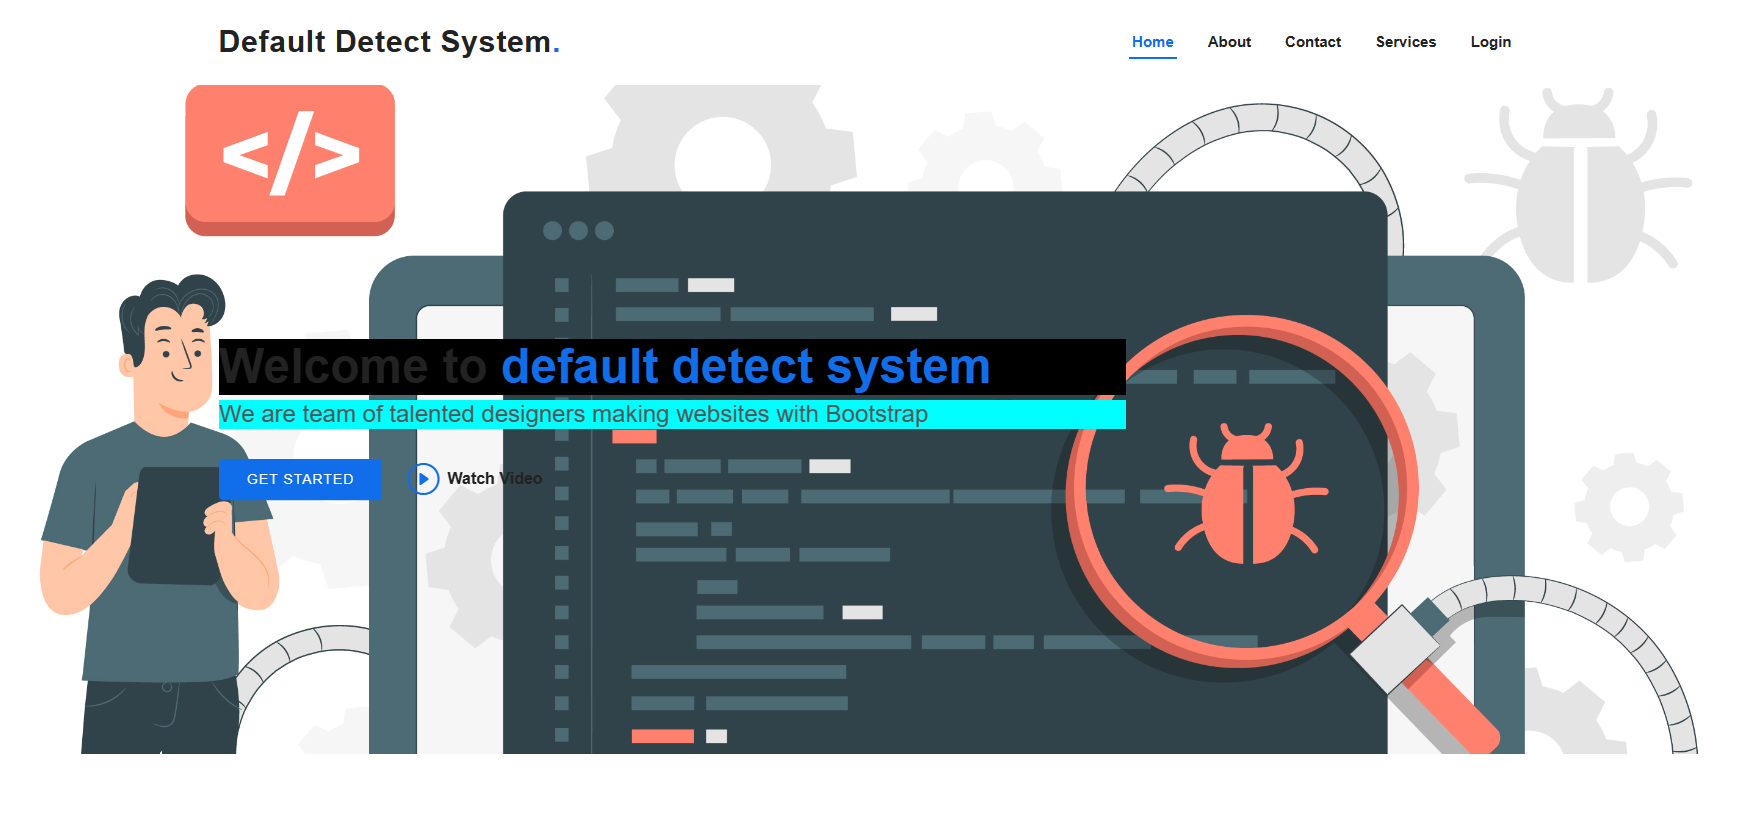 Default Detect System.
Home About Contact Services Login
</>
Welcome to default detect system
We are team of talented designers making websites with Bootstrap
GET STARTED Watch Video